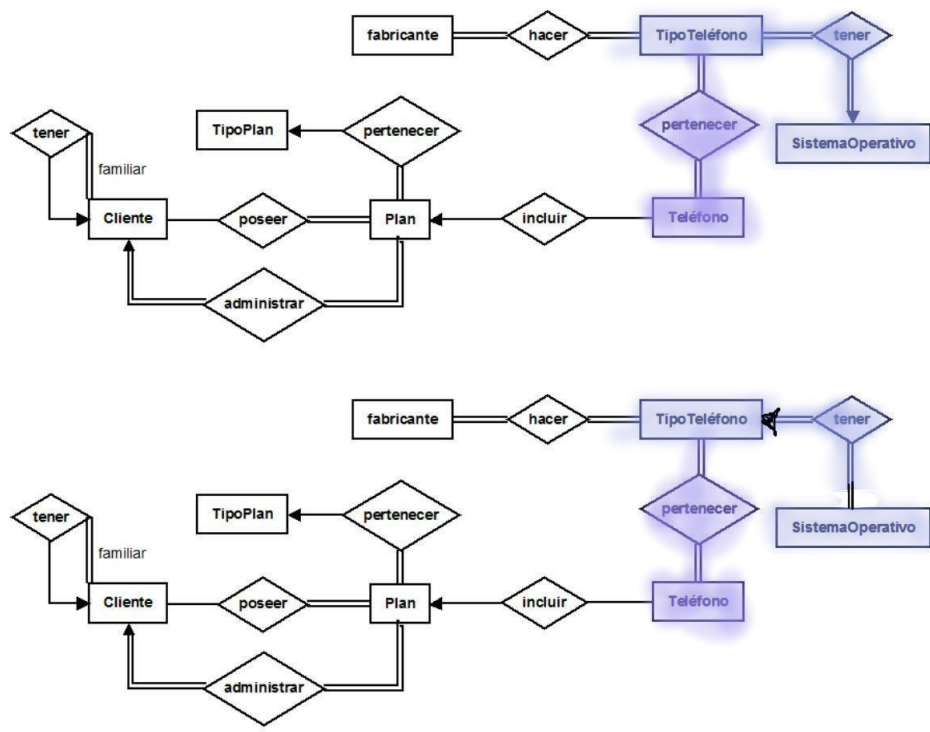 fabricante hacer TipoTeléfono tener
tener TipoPlan pertenecer pertenecer SistemaOperativo
familiar
Cliente poseer Plan incluir Teléfono
administrar
fabricante hacer TipoTeléfono tener
tener TipoPlan pertenecer pertenecer SistemaOperativo
familiar
Cliente poseer Plan incluir Teléfono
administrar